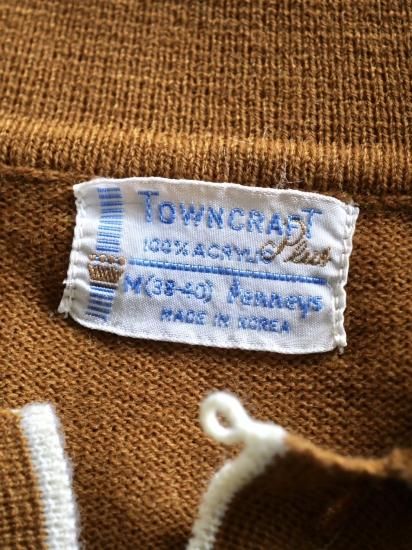 TOWNCRAFT
100% ACRYLIC Plus
M(38-40) Penneys
MADE IN KOREA